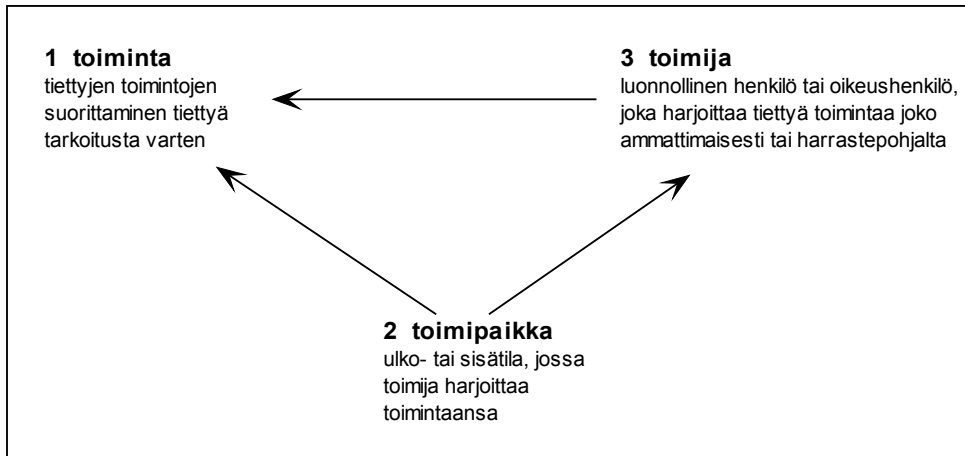 1 toiminta
tiettyjen toimintojen
suorittaminen tiettyä
tarkoitusta varten
3 toimija
luonnollinen henkilö tai oikeushenkilö,
joka harjoittaa tiettyä toimintaa joko
ammattimaisesti tai harrastepohjalta
2 toimipaikka
ulko- tai sisätila, jossa
toimija harjoittaa
toimintaansa